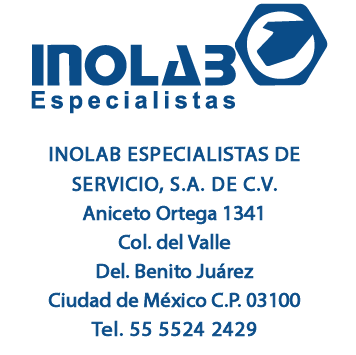 INOLAB
Especialistas
INOLAB ESPECIALISTAS DE
SERVICIO, S.A. DE C.V.
Aniceto Ortega 1341
Col. del Valle
Del. Benito Juárez
Ciudad de México C.P. 03100
Tel. 55 5524 2429